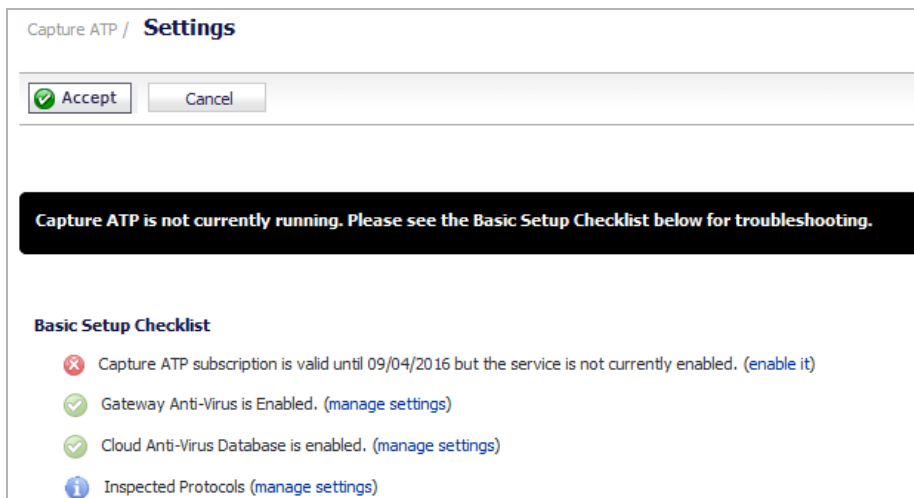 Capture ATP / Settings
Accept Cancel
Capture ATP is not currently running. Please see the Basic Setup Checklist below for troubleshooting.
Basic Setup Checklist
Capture ATP subscription is valid until 09/04/2016 but the service is not currently enabled. (enable it)
Gateway Anti-Virus is Enabled. (manage settings)
Cloud Anti-Virus Database is enabled. (manage settings)
Inspected Protocols (manage settings)